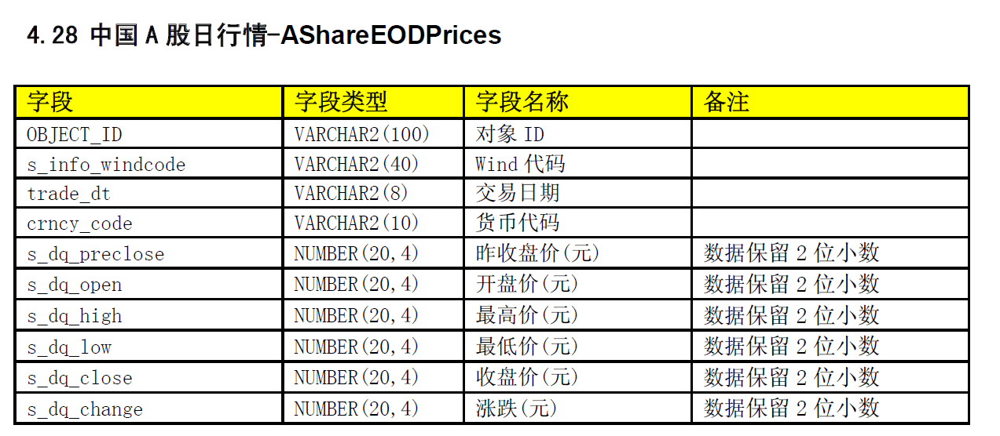 4.28 中国 A 股日行情-AShareEODPrices
字段 字段类型 字段名称 备注
OBJECT_ID VARCHAR2(100) 对象 ID
s_info_windcode VARCHAR2(40) Wind 代码
trade_dt VARCHAR2(8) 交易日期
crncy_code VARCHAR2(10) 货币代码
s_dq_preclose NUMBER(20,4) 昨收盘价(元) 数据保留 2 位小数
s_dq_open NUMBER(20,4) 开盘价(元) 数据保留 2 位小数
s_dq_high NUMBER(20,4) 最高价(元) 数据保留 2 位小数
s_dq_low NUMBER(20,4) 最低价(元) 数据保留 2 位小数
s_dq_close NUMBER(20,4) 收盘价(元) 数据保留 2 位小数
s_dq_change NUMBER(20,4) 涨跌(元) 数据保留 2 位小数